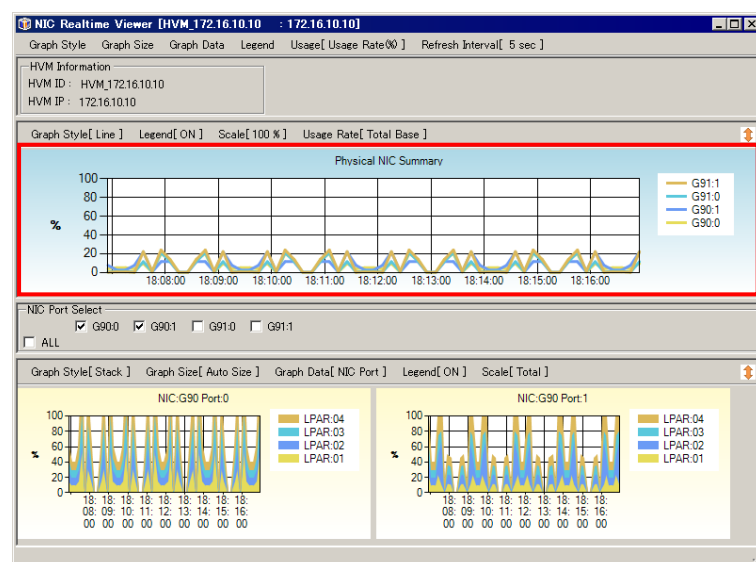 NIC Realtime Viewer [HVM_172.16.10.10 : 172.16.10.10]
Graph Style Graph Size Graph Data Legend Usage[ Usage Rate(%) ] Refresh Interval[ 5 sec ]
HVM Information
HVM ID : HVM_172.16.10.10
HVM IP : 172.16.10.10
Graph Style[ Line ] Legend[ ON ] Scale[ 100 % ] Usage Rate[ Total Base ]
Physical NIC Summary
100
80
60
40
20
0
%
18:08:00 18:09:00 18:10:00 18:11:00 18:12:00 18:13:00 18:14:00 18:15:00 18:16:00
G91:1
G91:0
G90:1
G90:0
NIC Port Select
G90:0 G90:1 G91:0 G91:1
ALL
Graph Style[ Stack ] Graph Size[ Auto Size ] Graph Data[ NIC Port ] Legend[ ON ] Scale[ Total ]
NIC:G90 Port:0
100
80
60
40
20
0
%
18: 18: 18: 18: 18: 18: 18: 18: 18:
08: 09: 10: 11: 12: 13: 14: 15: 16:
00 00 00 00 00 00 00 00 00
LPAR:04
LPAR:03
LPAR:02
LPAR:01
NIC:G90 Port:1
100
80
60
40
20
0
%
18: 18: 18: 18: 18: 18: 18: 18: 18:
08: 09: 10: 11: 12: 13: 14: 15: 16:
00 00 00 00 00 00 00 00 00
LPAR:04
LPAR:03
LPAR:02
LPAR:01